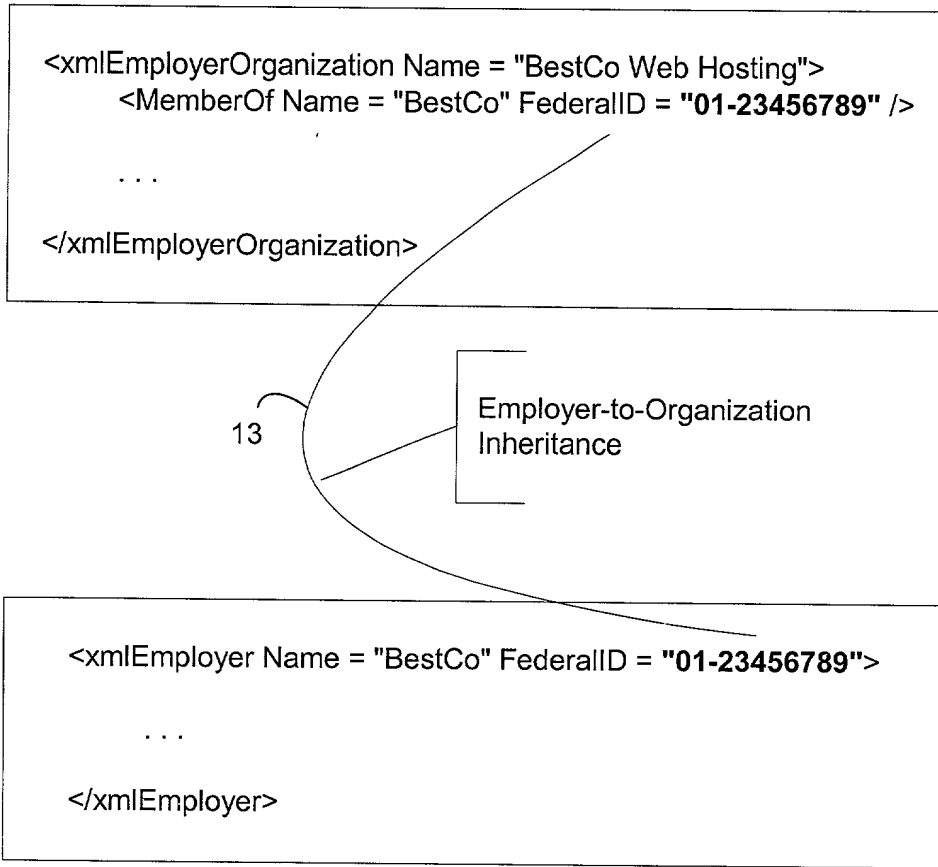 <xmlEmployerOrganization Name = "BestCo Web Hosting">
<MemberOf Name = "BestCo" FederalID = "01-23456789" />
. . .
</xmlEmployerOrganization>
13
Employer-to-Organization
Inheritance
<xmlEmployer Name = "BestCo" FederalID = "01-23456789">
. . .
</xmlEmployer>